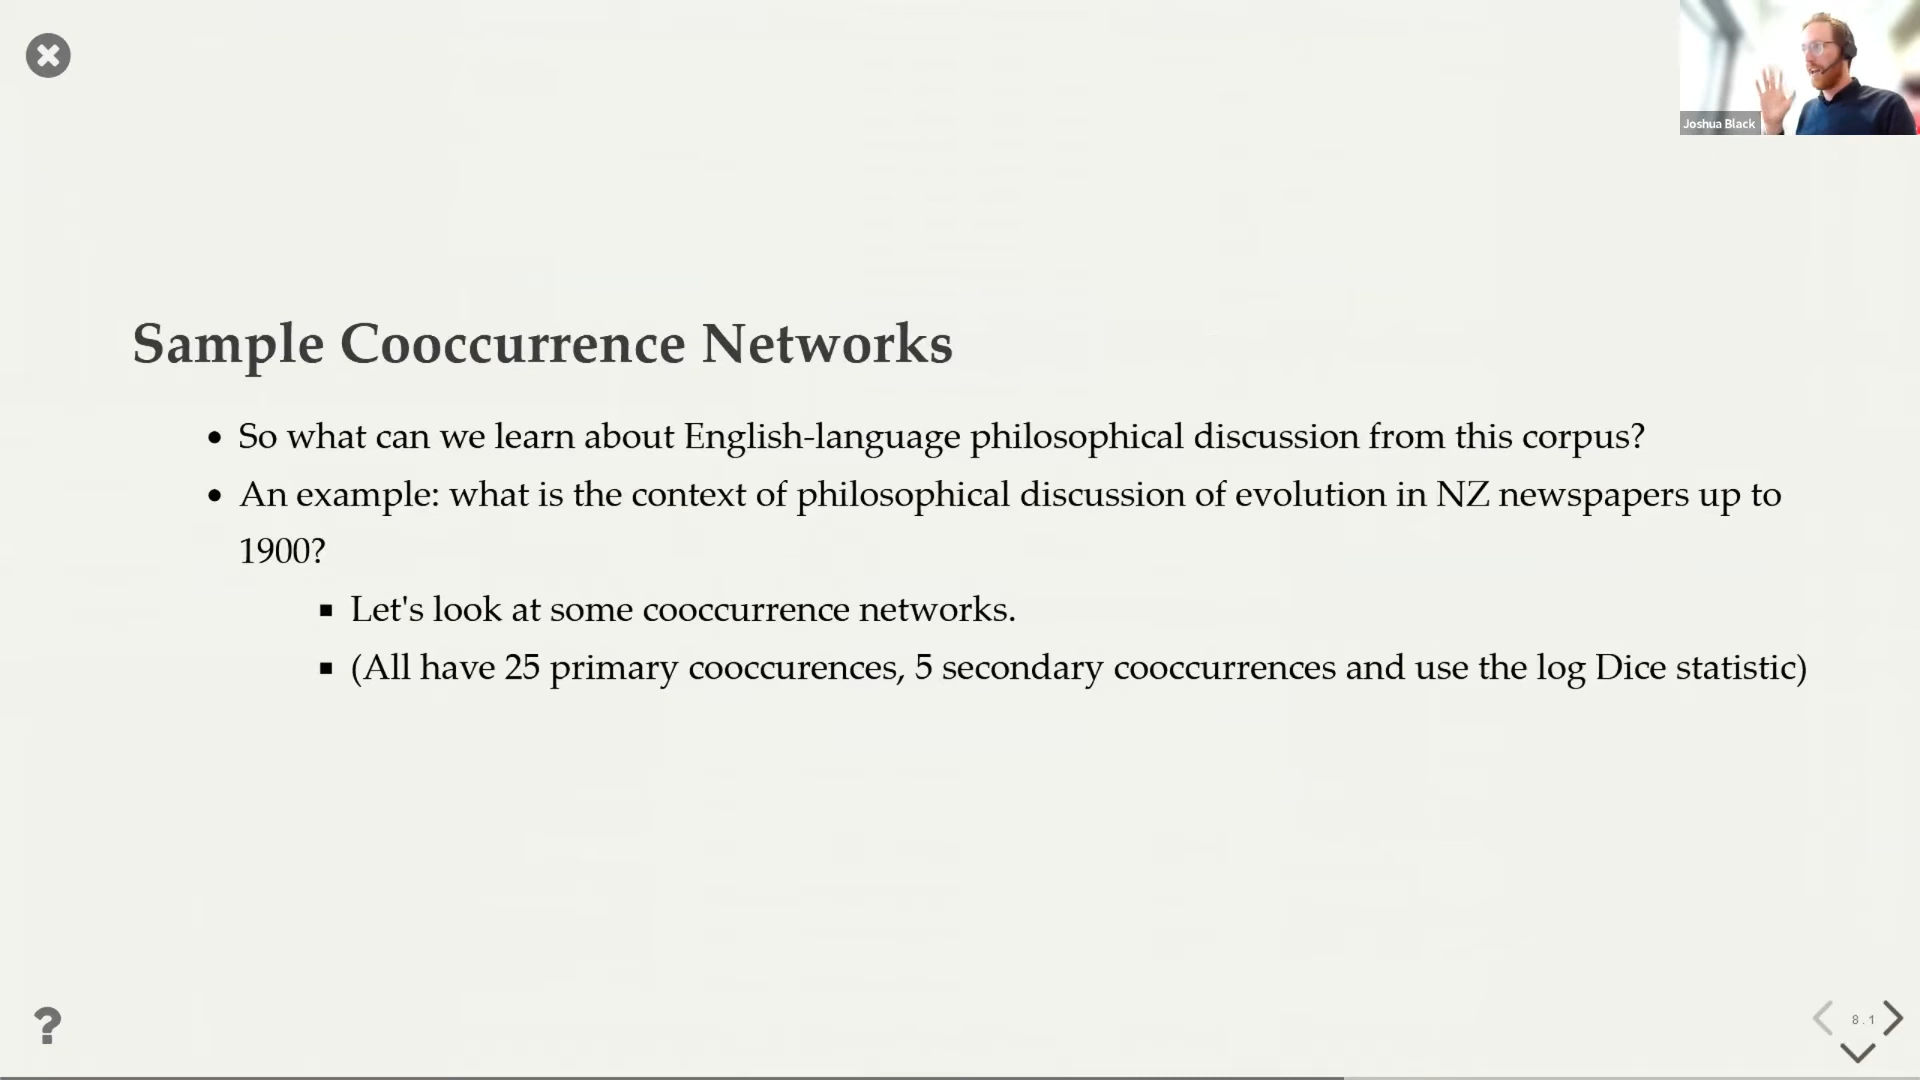 Joshua Black
Sample Cooccurrence Networks
• So what can we learn about English-language philosophical discussion from this corpus?
• An example: what is the context of philosophical discussion of evolution in NZ newspapers up to
1900?
▪ Let's look at some cooccurrence networks.
▪ (All have 25 primary cooccurences, 5 secondary cooccurrences and use the log Dice statistic)
?
8.1